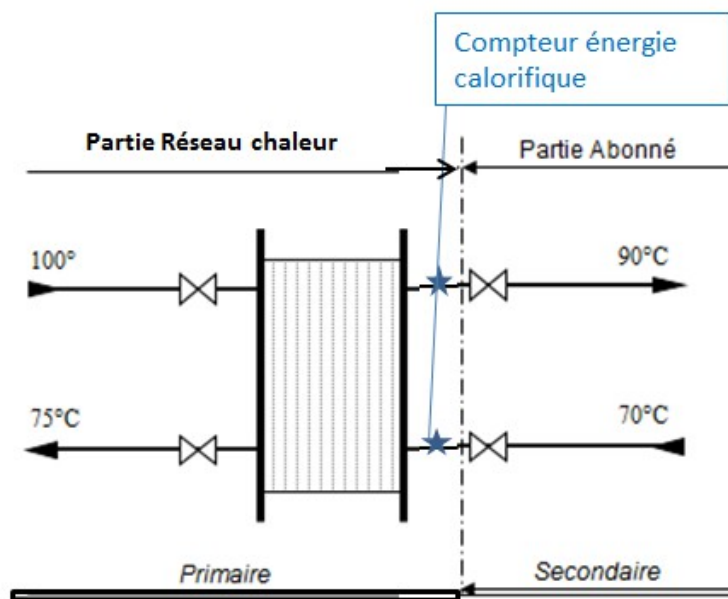 Compteur énergie
calorifique
Partie Réseau chaleur
Partie Abonné
100°
90°C
75°C
70°C
Primaire
Secondaire